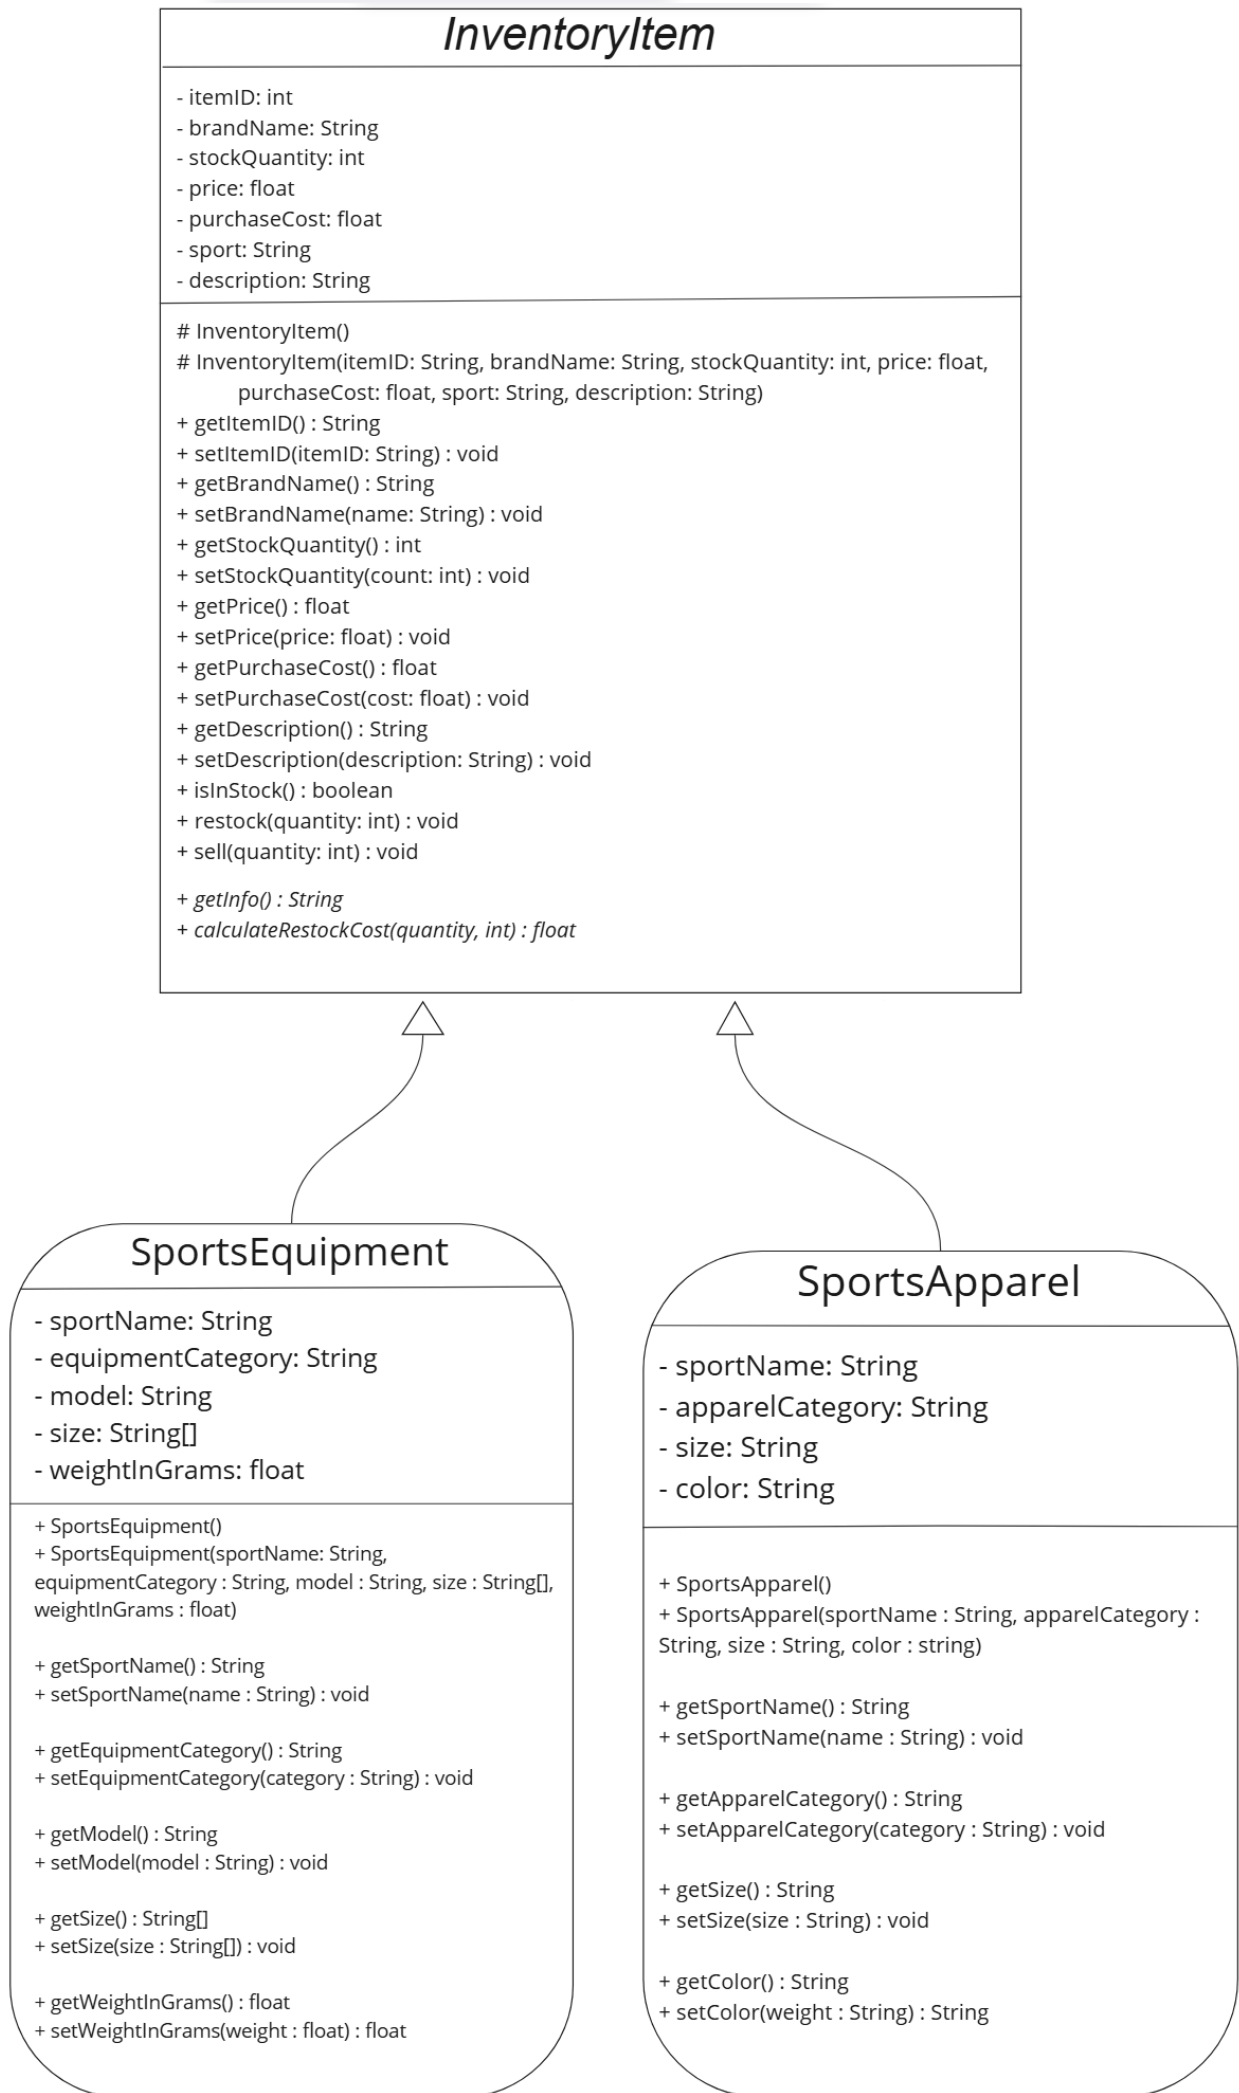 InventoryItem
- itemID: int
- brandName: String
- stockQuantity: int
- price: float
- purchaseCost: float
- sport: String
- description: String
# InventoryItem()
# InventoryItem(itemID: String, brandName: String, stockQuantity: int, price: float,
purchaseCost: float, sport: String, description: String)
+ getItemID() : String
+ setItemID(itemID: String) : void
+ getBrandName() : String
+ setBrandName(name: String) : void
+ getStockQuantity() : int
+ setStockQuantity(count: int) : void
+ getPrice() : float
+ setPrice(price: float) : void
+ getPurchaseCost() : float
+ setPurchaseCost(cost: float) : void
+ getDescription() : String
+ setDescription(description: String) : void
+ isInStock() : boolean
+ restock(quantity: int) : void
+ sell(quantity: int) : void
+ getInfo() : String
+ calculateRestockCost(quantity, int) : float
SportsEquipment
- sportName: String
- equipmentCategory: String
- model: String
- size: String[]
- weightInGrams: float
+ SportsEquipment()
+ SportsEquipment(sportName: String,
equipmentCategory : String, model : String, size : String[],
weightInGrams : float)
+ getSportName() : String
+ setSportName(name : String) : void
+ getEquipmentCategory() : String
+ setEquipmentCategory(category : String) : void
+ getModel() : String
+ setModel(model : String) : void
+ getSize() : String[]
+ setSize(size : String[]) : void
+ getWeightInGrams() : float
+ setWeightInGrams(weight : float) : float
SportsApparel
- sportName: String
- apparelCategory: String
- size: String
- color: String
+ SportsApparel()
+ SportsApparel(sportName : String, apparelCategory :
String, size : String, color : string)
+ getSportName() : String
+ setSportName(name : String) : void
+ getApparelCategory() : String
+ setApparelCategory(category : String) : void
+ getSize() : String
+ setSize(size : String) : void
+ getColor() : String
+ setColor(weight : String) : String